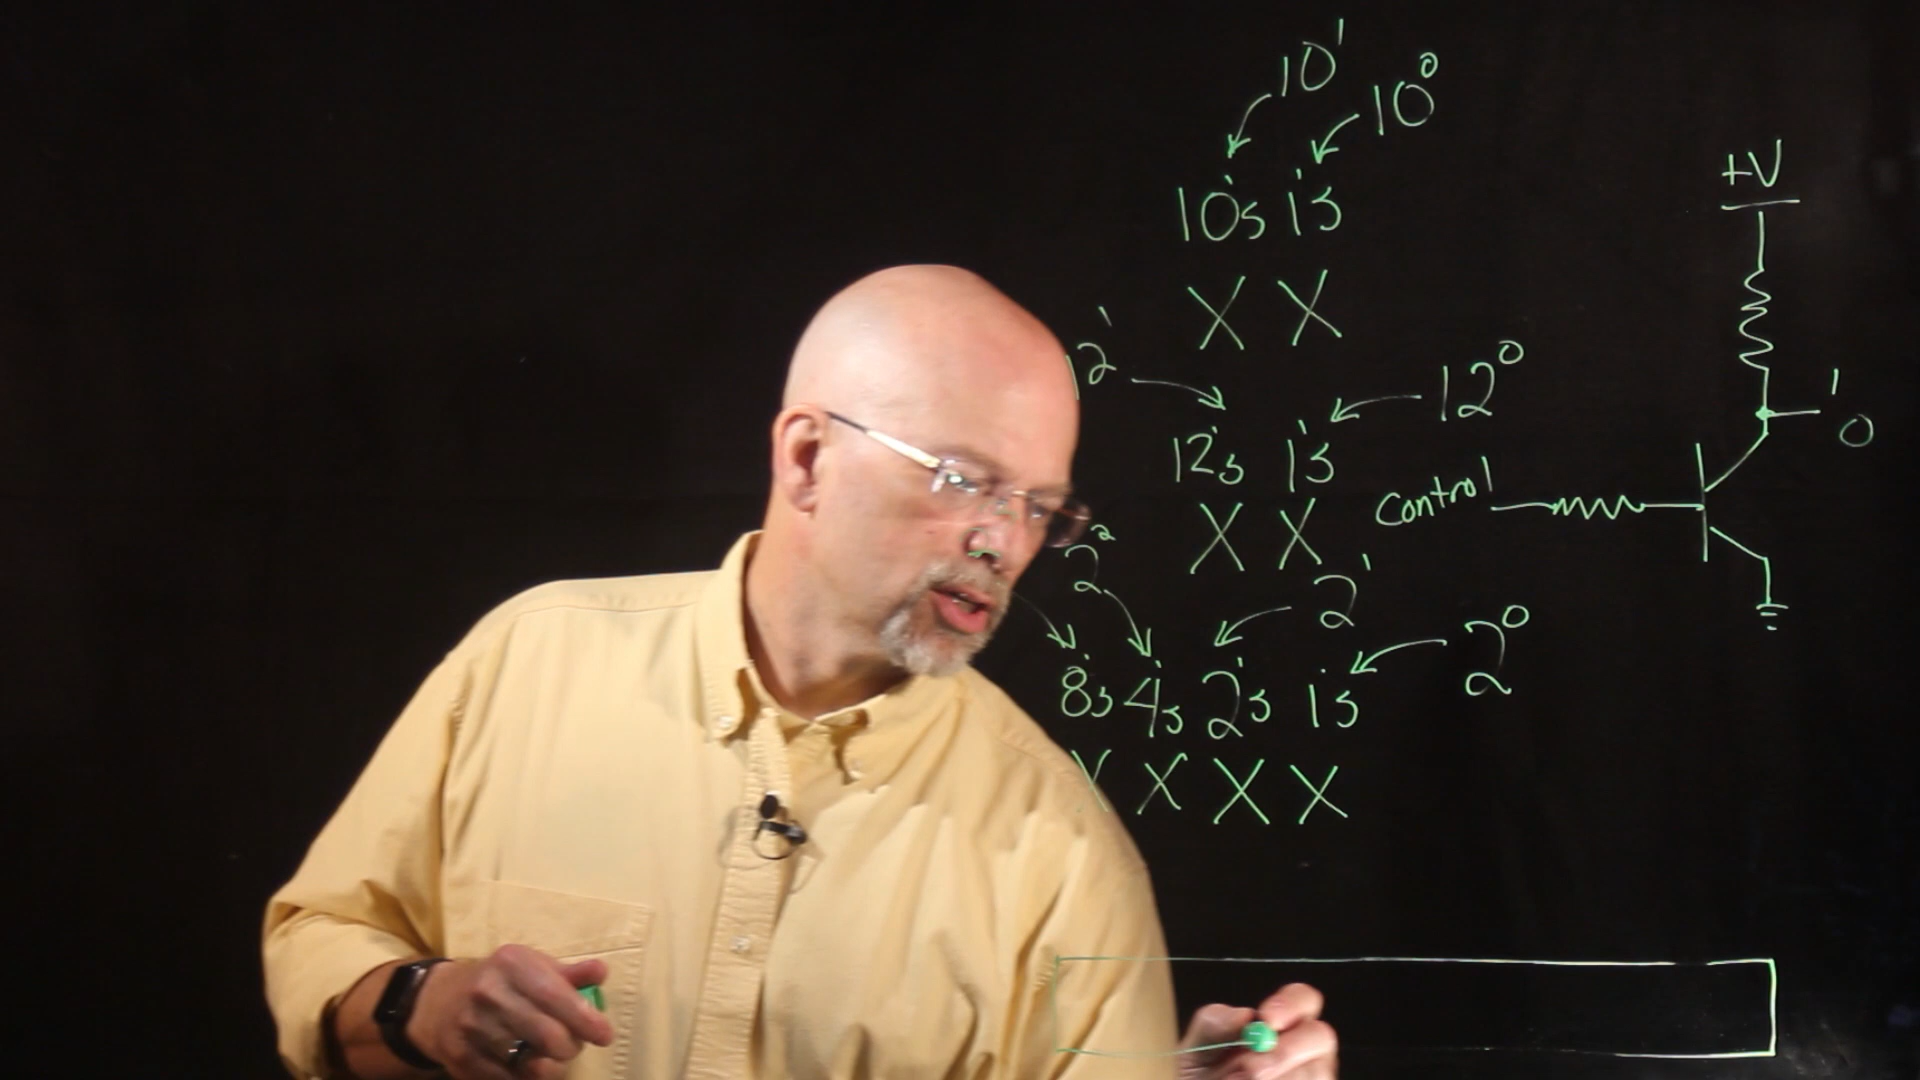 10¹
10⁰
10's 1's
X X
12¹ 12⁰
12's 1's
X X
2² 2¹ 2⁰
8's 4's 2's 1's
X X X X
+V
1
0
Control